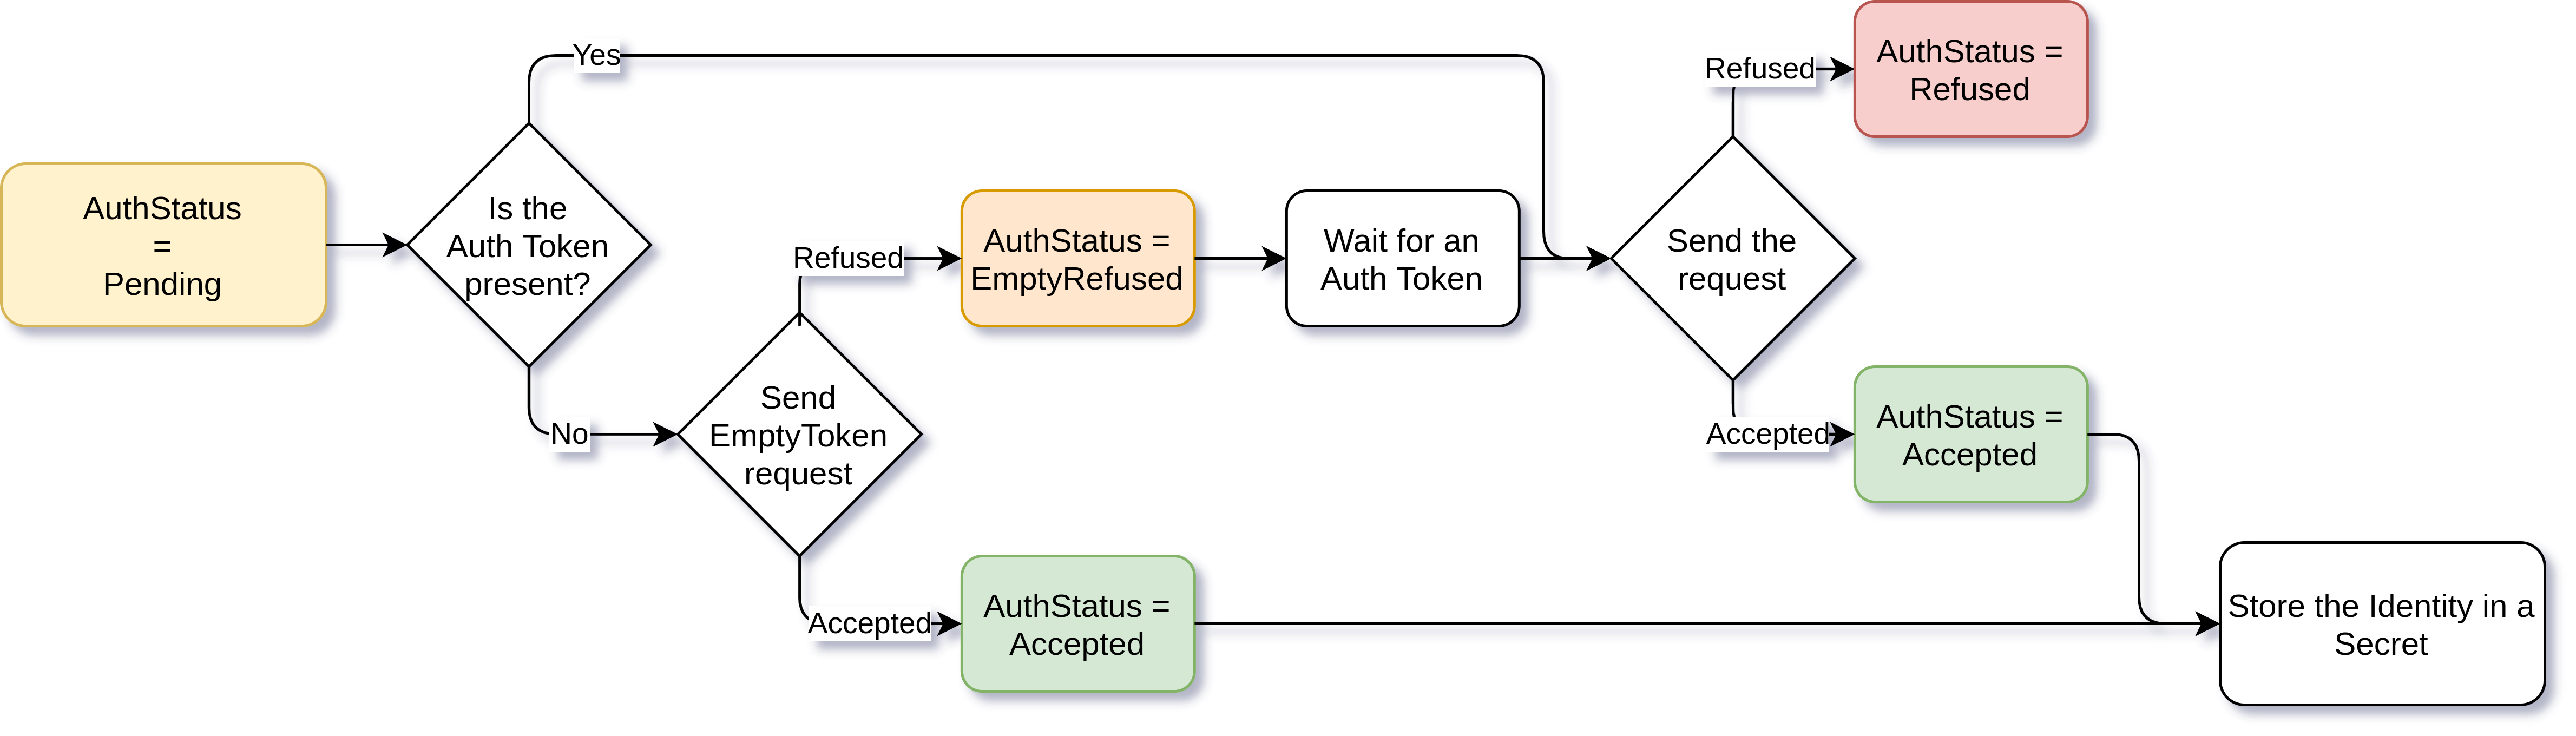 AuthStatus
=
Pending
Is the
Auth Token
present?
Yes
No
Send
EmptyToken
request
Refused
AuthStatus =
EmptyRefused
Wait for an
Auth Token
Accepted
AuthStatus =
Accepted
Send the
request
Refused
AuthStatus =
Refused
Accepted
AuthStatus =
Accepted
Store the Identity in a
Secret